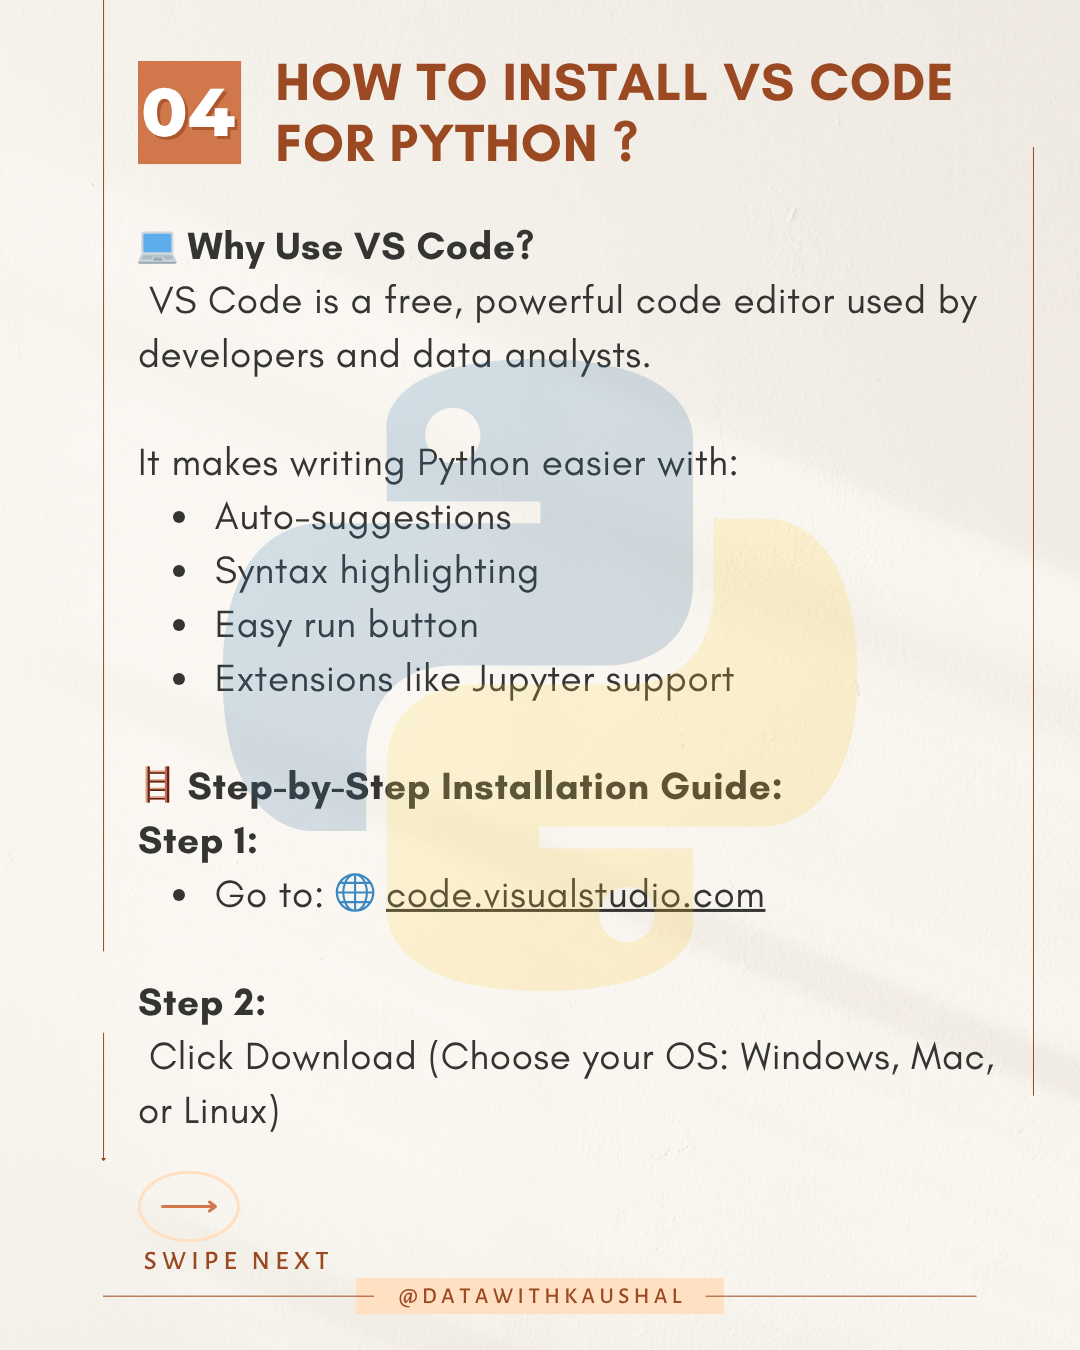 04
HOW TO INSTALL VS CODE
FOR PYTHON ?
💻 Why Use VS Code?
VS Code is a free, powerful code editor used by
developers and data analysts.
It makes writing Python easier with:
• Auto-suggestions
• Syntax highlighting
• Easy run button
• Extensions like Jupyter support
🪜 Step-by-Step Installation Guide:
Step 1:
• Go to: 🌐 code.visualstudio.com
Step 2:
Click Download (Choose your OS: Windows, Mac,
or Linux)
SWIPE NEXT
@DATAWITHKAUSHAL